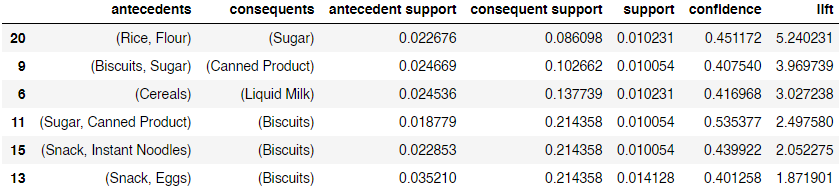 antecedents consequents antecedent support consequent support support confidence lift
20 (Rice, Flour) (Sugar) 0.022676 0.086098 0.010231 0.451172 5.240231
9 (Biscuits, Sugar) (Canned Product) 0.024669 0.102662 0.010054 0.407540 3.969739
6 (Cereals) (Liquid Milk) 0.024536 0.137739 0.010231 0.416968 3.027238
11 (Sugar, Canned Product) (Biscuits) 0.018779 0.214358 0.010054 0.535377 2.497580
15 (Snack, Instant Noodles) (Biscuits) 0.022853 0.214358 0.010054 0.439922 2.052275
13 (Snack, Eggs) (Biscuits) 0.035210 0.214358 0.014128 0.401258 1.871901